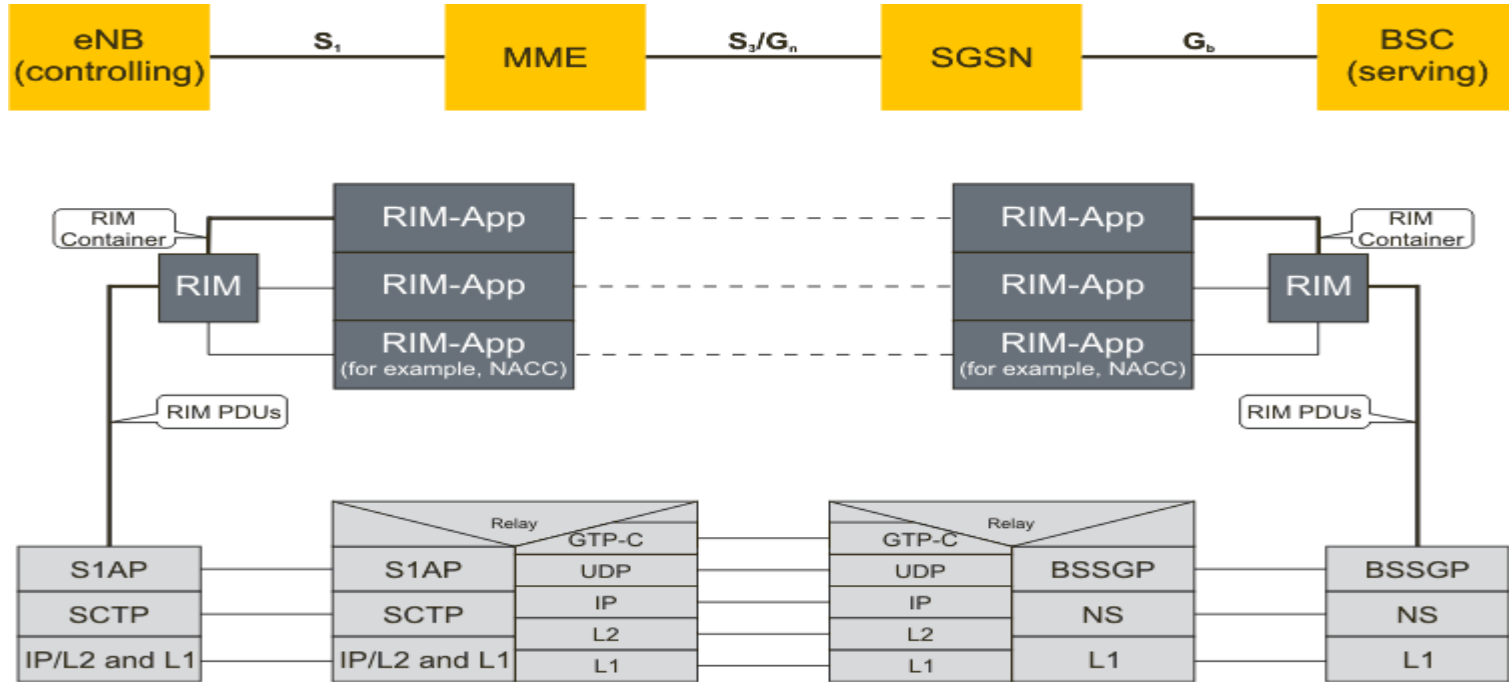 eNB
(controlling)
S₁
MME
S₃/Gₙ
SGSN
G_b
BSC
(serving)
RIM
Container
RIM-App
RIM-App
RIM
Container
RIM
RIM-App
RIM-App
RIM
RIM-App
(for example, NACC)
RIM-App
(for example, NACC)
RIM PDUs
RIM PDUs
Relay
Relay
GTP-C
GTP-C
S1AP
S1AP
UDP
UDP
BSSGP
BSSGP
SCTP
SCTP
IP
IP
NS
NS
L2
L2
IP/L2 and L1
IP/L2 and L1
L1
L1
L1
L1